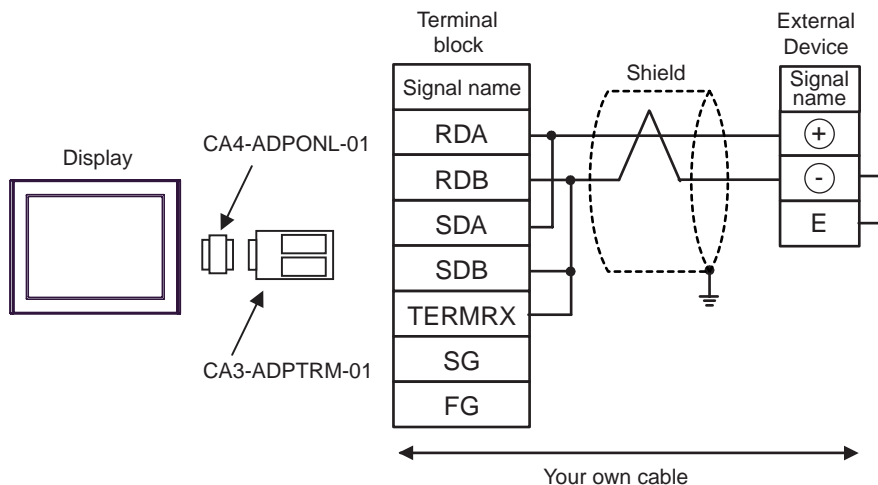 Terminal
block
External
Device
Signal name
Shield
Signal
name
RDA
+
CA4-ADPONL-01
Display
RDB
-
SDA
E
SDB
TERMRX
CA3-ADPTRM-01
SG
FG
Your own cable